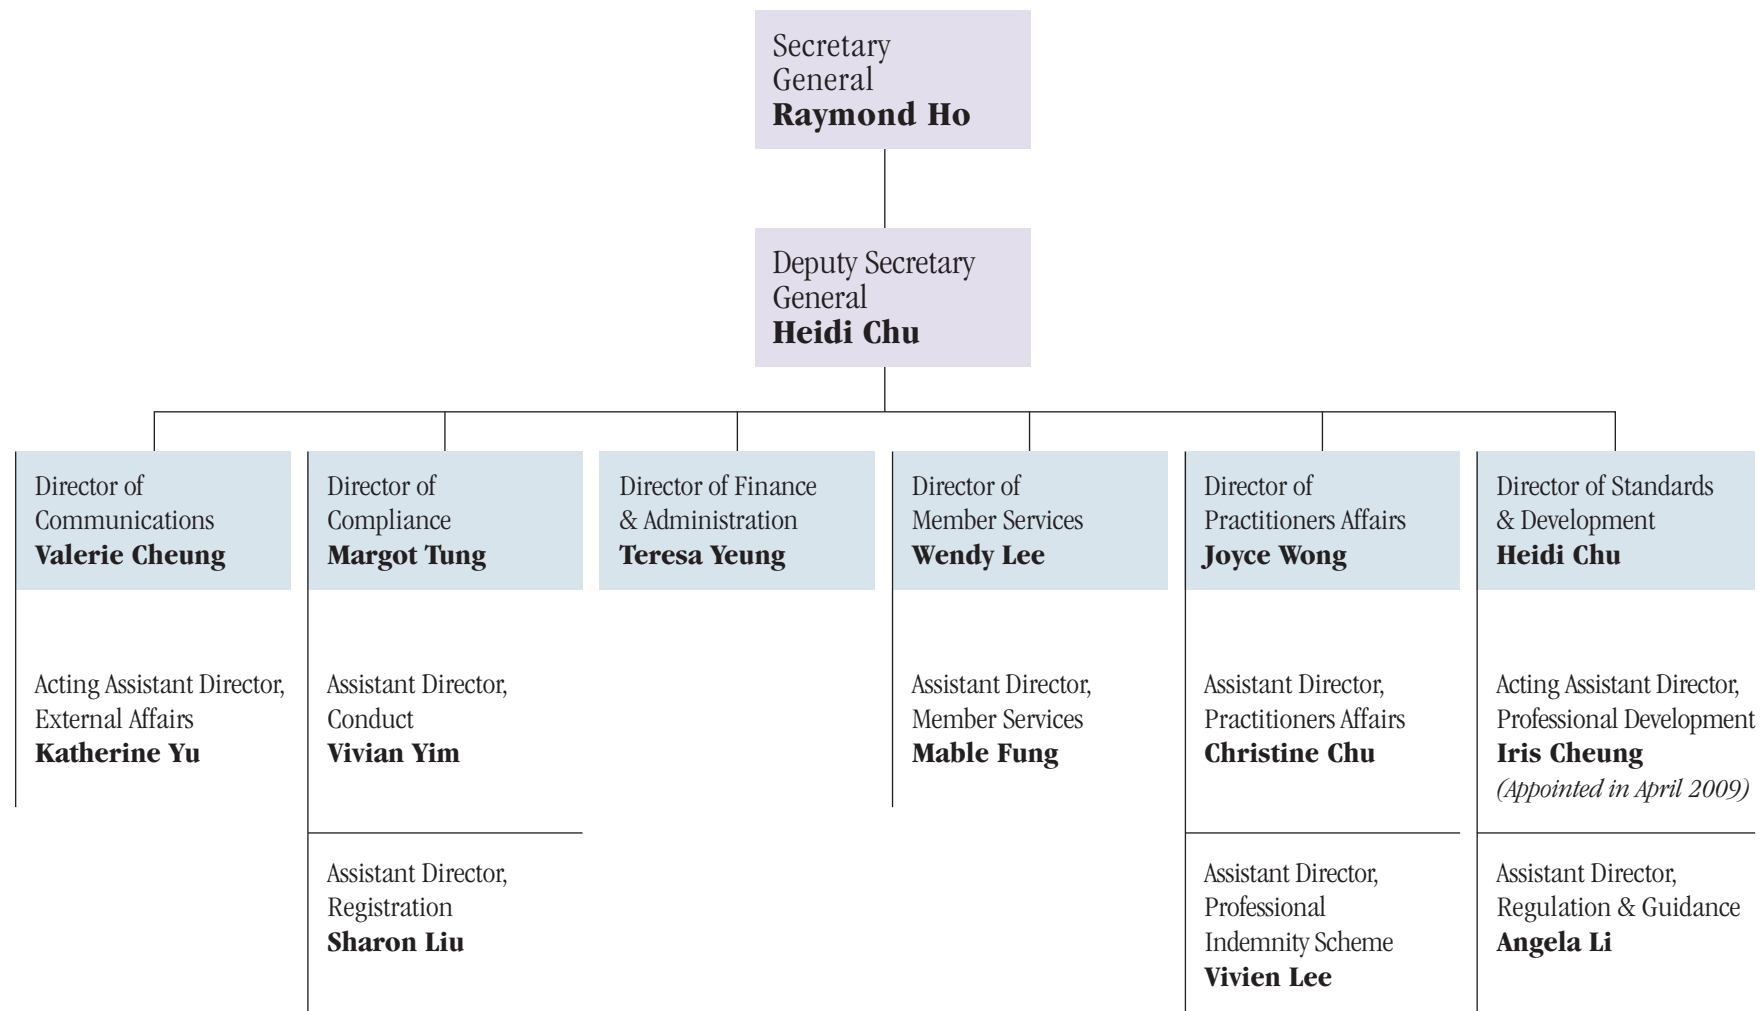 Secretary
General
Raymond Ho
Deputy Secretary
General
Heidi Chu
Director of
Communications
Valerie Cheung
Director of
Compliance
Margot Tung
Director of Finance
& Administration
Teresa Yeung
Director of
Member Services
Wendy Lee
Director of
Practitioners Affairs
Joyce Wong
Director of Standards
& Development
Heidi Chu
Acting Assistant Director,
External Affairs
Katherine Yu
Assistant Director,
Conduct
Vivian Yim
Assistant Director,
Member Services
Mable Fung
Assistant Director,
Practitioners Affairs
Christine Chu
Acting Assistant Director,
Professional Development
Iris Cheung
(Appointed in April 2009)
Assistant Director,
Registration
Sharon Liu
Assistant Director,
Professional
Indemnity Scheme
Vivien Lee
Assistant Director,
Regulation & Guidance
Angela Li